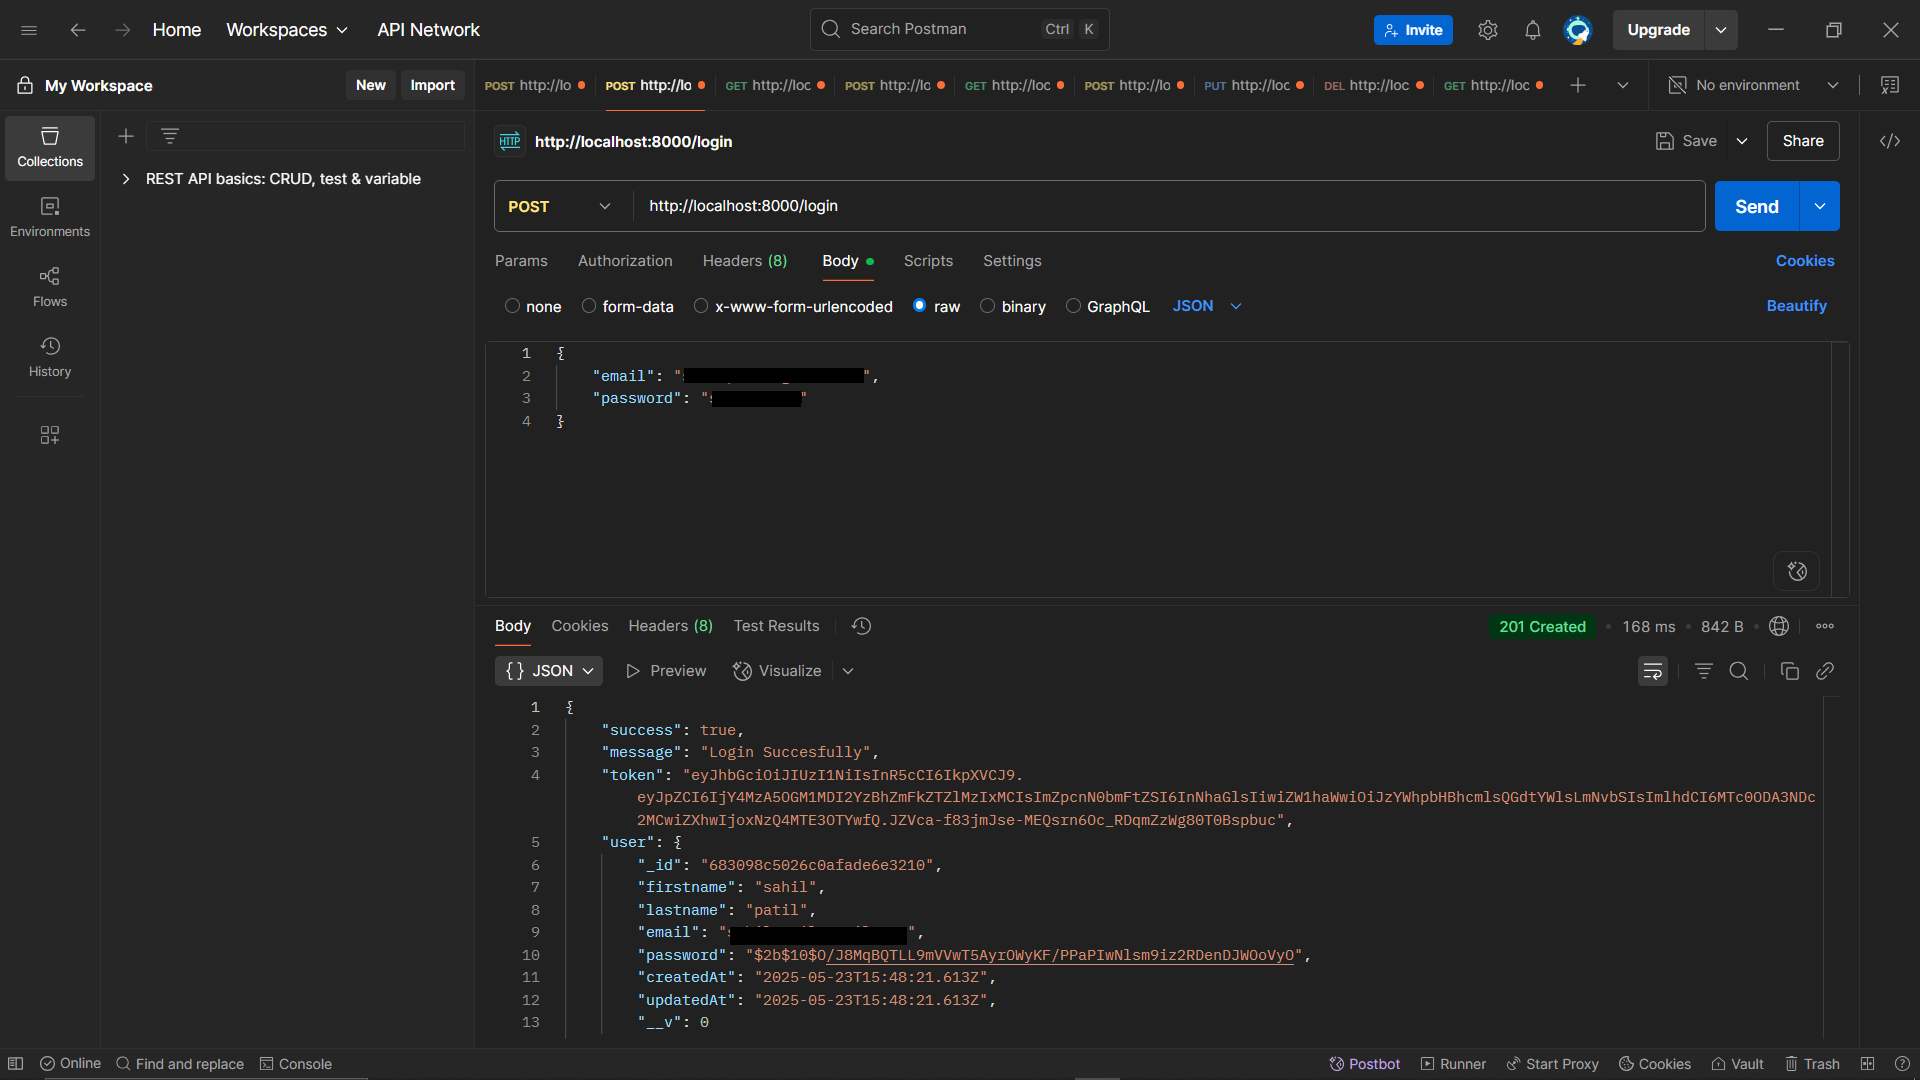 Home Workspaces API Network Search Postman Ctrl K Invite Upgrade
My Workspace New Import POST http://lo POST http://lo GET http://loc POST http://lo GET http://loc POST http://lo PUT http://loc DEL http://loc GET http://loc No environment
Collections
Environments
Flows
History
REST API basics: CRUD, test & variable
HTTP http://localhost:8000/login Save Share
POST http://localhost:8000/login Send
Params Authorization Headers (8) Body Scripts Settings Cookies
none form-data x-www-form-urlencoded raw binary GraphQL JSON Beautify
1 {
2 "email": " ",
3 "password": " "
4 }
Body Cookies Headers (8) Test Results 201 Created 168 ms 842 B
{} JSON Preview Visualize
1 {
2 "success": true,
3 "message": "Login Succesfully",
4 "token": "eyJhbGciOiJIUzI1NiIsInR5cCI6IkpXVCJ9.
eyJpZCI6IjY4MzA5OGM1MDI2YzBhZmFkZTZlMzIxMCIsImZpcnN0bmFtZSI6InNhaGlsIiwiZW1haWwiOiJzYWhpbHBhcmlsQGdtYWlsLmNvbSIsImlhdCI6MTc0ODA3NDc
2MCwiZXhwIjoxNzQ4MTE3OTYwfQ.JZVca-f83jmJse-MEQsrn6Oc_RDqmZzWg80T0Bspbuc",
5 "user": {
6 "_id": "683098c5026c0afade6e3210",
7 "firstname": "sahil",
8 "lastname": "patil",
9 "email": " ",
10 "password": "$2b$10$O/J8MqBQTLL9mVVwT5AyrOWyKF/PPaPIwNlsm9iz2RDenDJWOoVyO",
11 "createdAt": "2025-05-23T15:48:21.613Z",
12 "updatedAt": "2025-05-23T15:48:21.613Z",
13 "__v": 0
Online Find and replace Console Postbot Runner Start Proxy Cookies Vault Trash